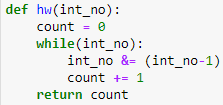 def hw(int_no):
    count = 0
    while(int_no):
        int_no &= (int_no-1)
        count += 1
    return count